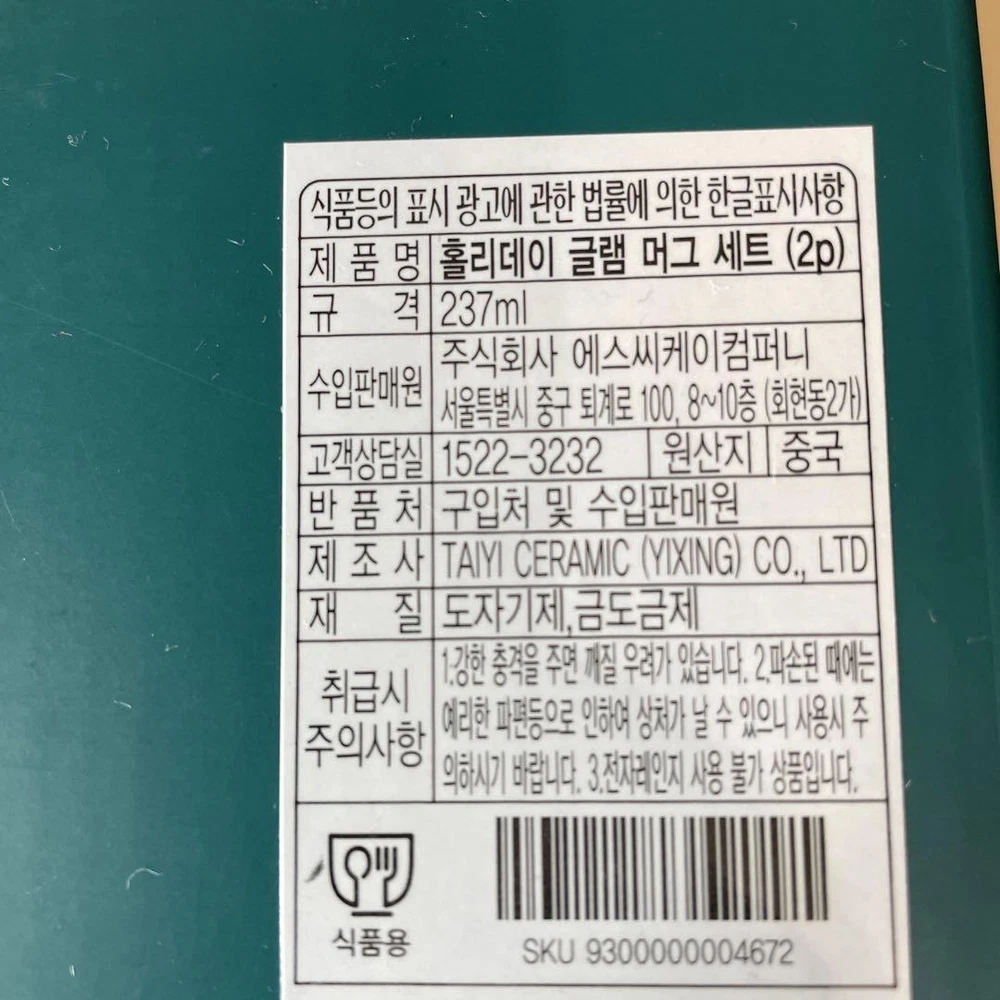 식품등의 표시 광고에 관한 법률에 의한 한글표시사항
제 품 명 홀리데이 글램 머그 세트 (2p)
규 격 237ml
수입판매원 주식회사 에스씨케이컴퍼니
서울특별시 중구 퇴계로 100, 8~10층 (회현동2가)
고객상담실 1522-3232 원산지 중국
반 품 처 구입처 및 수입판매원
제 조 사 TAIYI CERAMIC (YIXING) CO., LTD
재 질 도자기제,금도금제
취급시 주의사항 1.강한 충격을 주면 깨질 우려가 있습니다. 2.파손된 때에는
예리한 파편등으로 인하여 상처가 날 수 있으니 사용시 주
의하시기 바랍니다. 3.전자레인지 사용 불가 상품입니다.
식품용
SKU 9300000004672